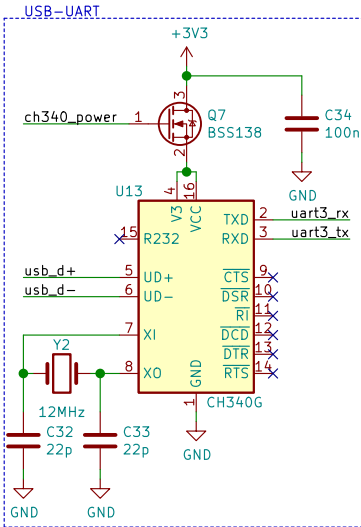 USB-UART
+3V3
3
ch340_power
1
Q7
BSS138
C34
100n
2
GND
U13
4
16
V3
VCC
15
R232
TXD
2
uart3_rx
RXD
3
uart3_tx
usb_d+
5
UD+
CTS
9
usb_d-
6
UD-
DSR
10
RI
11
7
XI
DCD
12
Y2
DTR
13
8
XO
GND
RTS
14
12MHz
1
CH340G
C32
22p
C33
22p
GND
GND
GND